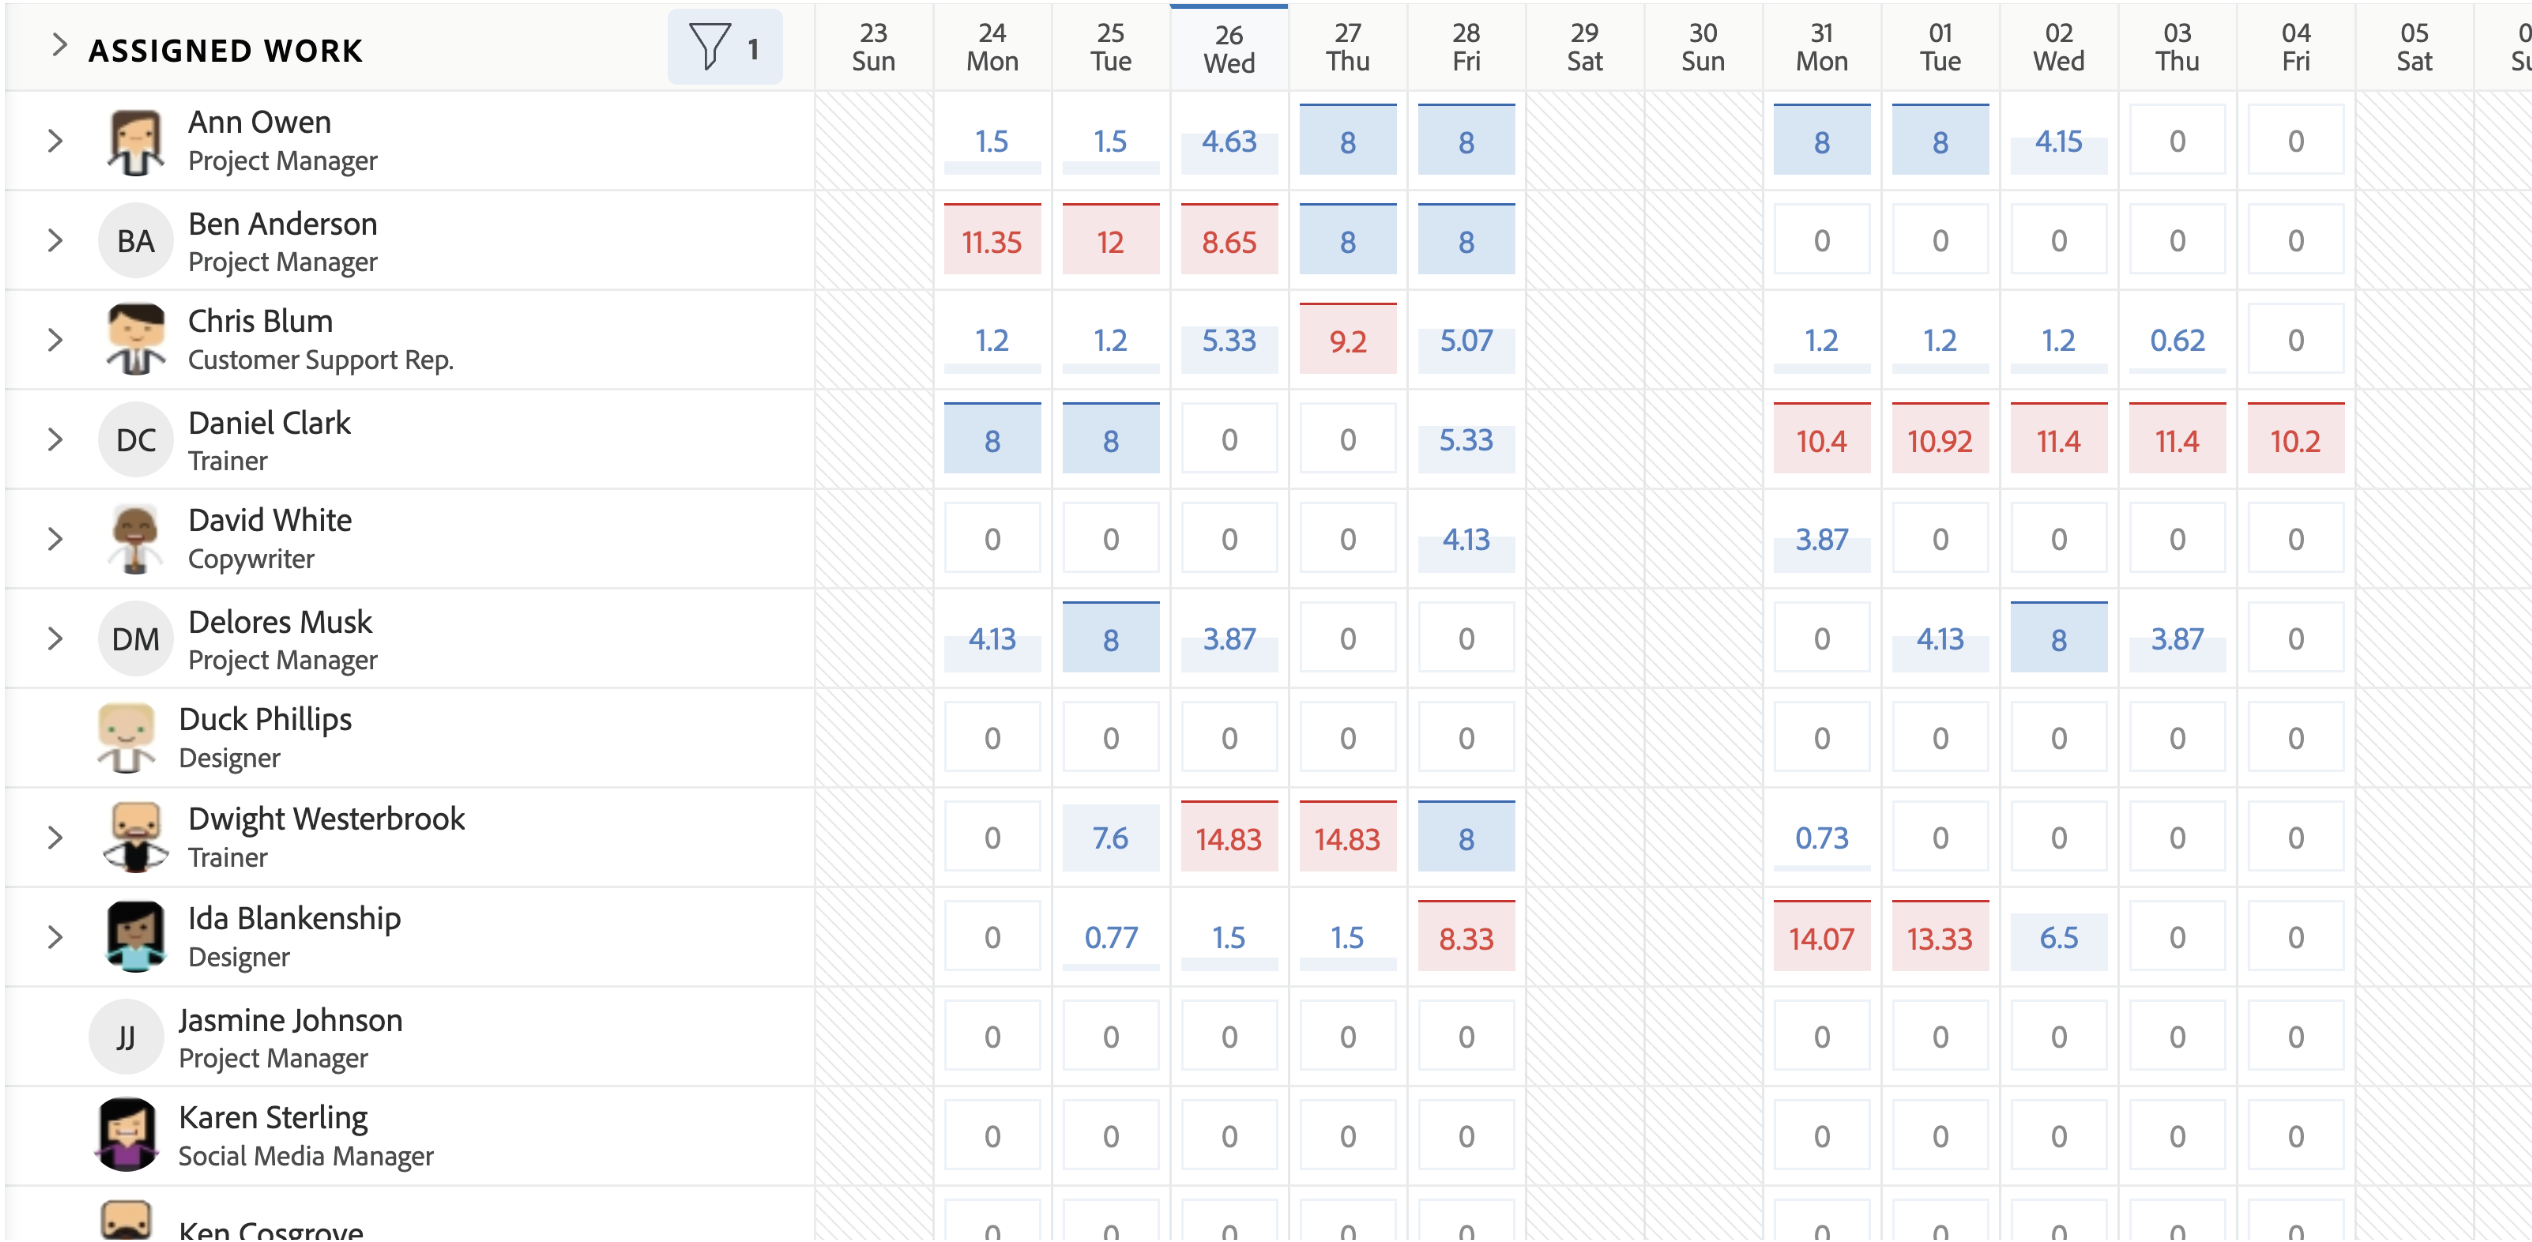 ASSIGNED WORK 1 23 24 25 26 27 28 29 30 31 01 02 03 04 05
Sun Mon Tue Wed Thu Fri Sat Sun Mon Tue Wed Thu Fri Sat
Ann Owen
Project Manager
1.5 1.5 4.63 8 8 8 8 4.15 0 0
BA
Ben Anderson
Project Manager
11.35 12 8.65 8 8 0 0 0 0 0
Chris Blum
Customer Support Rep.
1.2 1.2 5.33 9.2 5.07 1.2 1.2 1.2 0.62 0
DC
Daniel Clark
Trainer
8 8 0 0 5.33 10.4 10.92 11.4 11.4 10.2
David White
Copywriter
0 0 0 0 4.13 3.87 0 0 0 0
DM
Delores Musk
Project Manager
4.13 8 3.87 0 0 0 4.13 8 3.87 0
Duck Phillips
Designer
0 0 0 0 0 0 0 0 0 0
Dwight Westerbrook
Trainer
0 7.6 14.83 14.83 8 0.73 0 0 0 0
Ida Blankenship
Designer
0 0.77 1.5 1.5 8.33 14.07 13.33 6.5 0 0
JJ
Jasmine Johnson
Project Manager
0 0 0 0 0 0 0 0 0 0
Karen Sterling
Social Media Manager
0 0 0 0 0 0 0 0 0 0
Ken Cosgrove
0 0 0 0 0 0 0 0 0 0